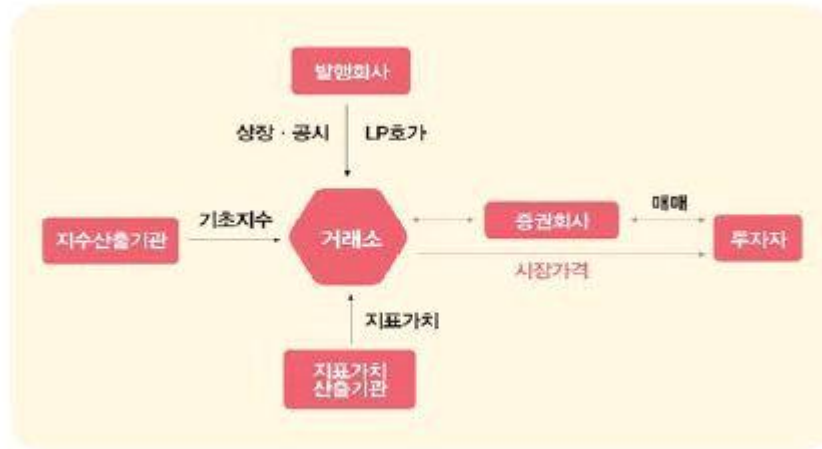 발행회사
상장 · 공시
LP호가
지수산출기관
기초지수
거래소
증권회사
매매
투자자
시장가격
지표가치
지표가치
산출기관